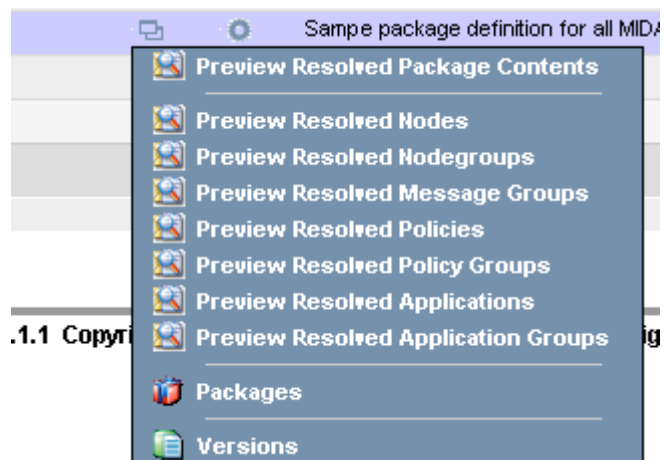 Sampe package definition for all MIDA
Preview Resolved Package Contents
Preview Resolved Nodes
Preview Resolved Nodegroups
Preview Resolved Message Groups
Preview Resolved Policies
Preview Resolved Policy Groups
Preview Resolved Applications
.1.1 Copyri
Preview Resolved Application Groups
ig
Packages
Versions